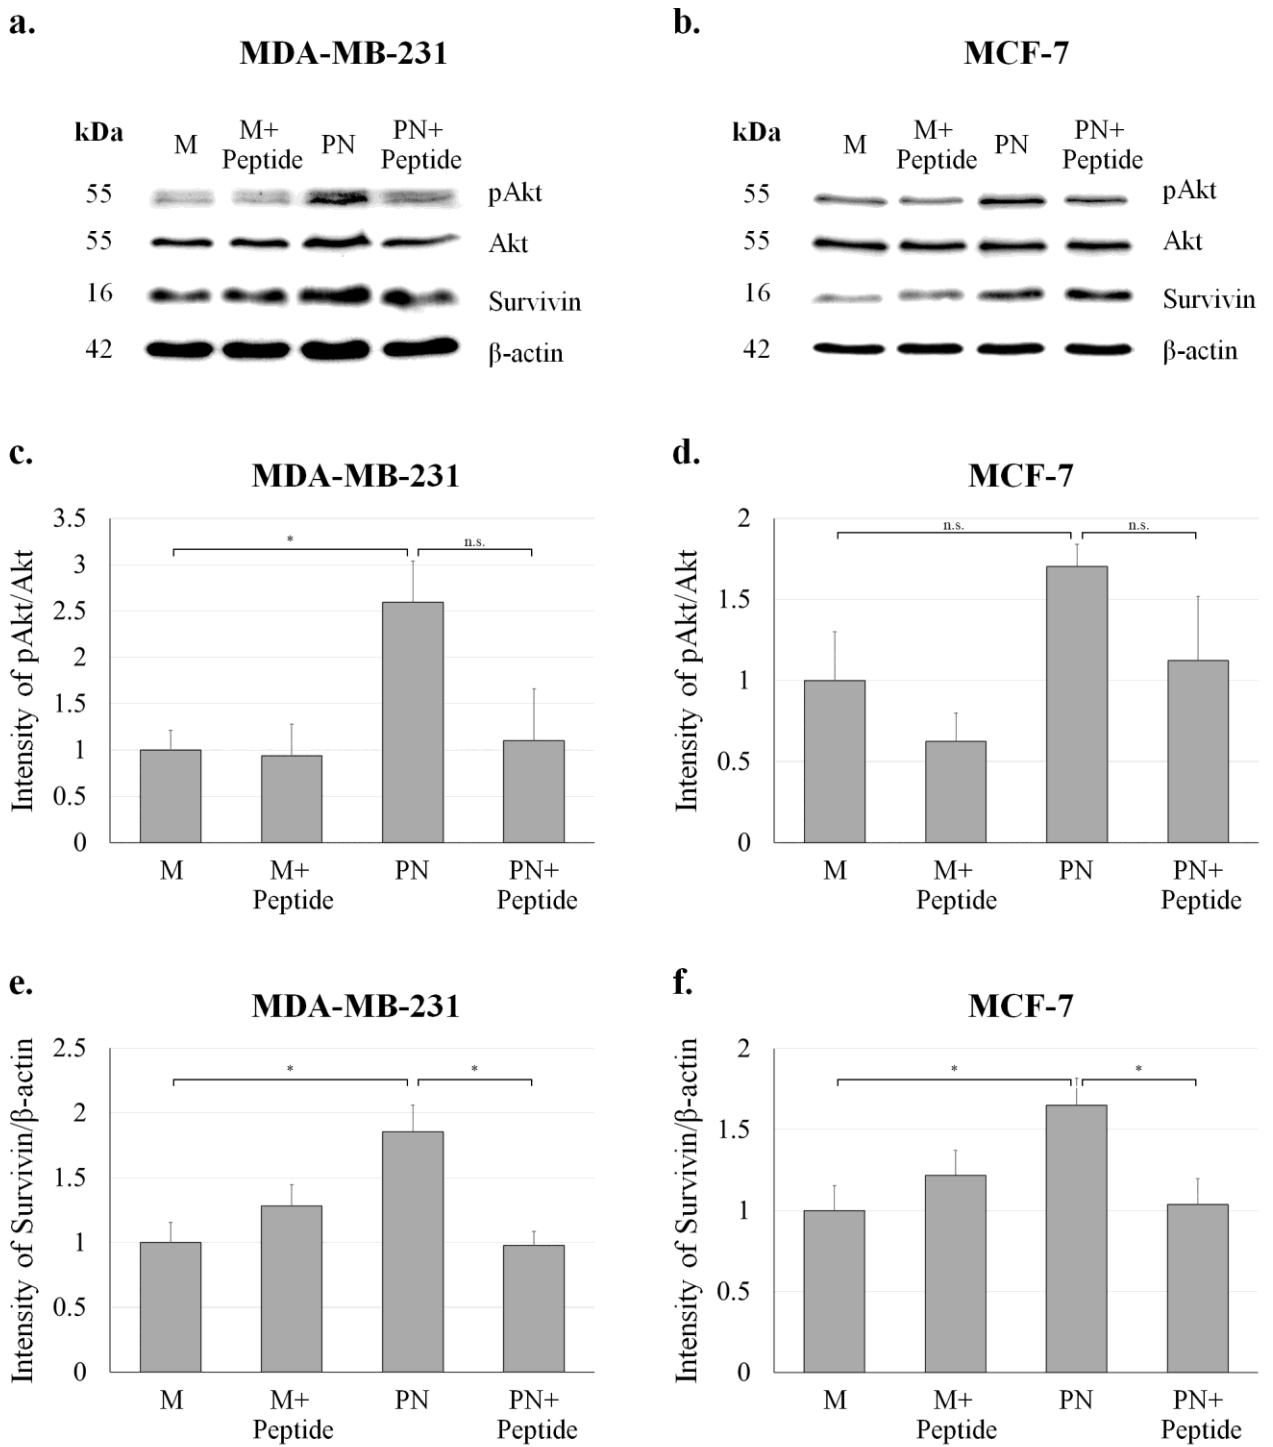 a.
MDA-MB-231
kDa
M
M+
Peptide
PN
PN+
Peptide
55
pAkt
55
Akt
16
Survivin
42
β-actin
b.
MCF-7
kDa
M
M+
Peptide
PN
PN+
Peptide
55
pAkt
55
Akt
16
Survivin
42
β-actin
c.
MDA-MB-231
Intensity of pAkt/Akt
3.5
3
2.5
2
1.5
1
0.5
0
*
n.s.
M
M+
Peptide
PN
PN+
Peptide
d.
MCF-7
Intensity of pAkt/Akt
2
1.5
1
0.5
0
n.s.
n.s.
M
M+
Peptide
PN
PN+
Peptide
e.
MDA-MB-231
Intensity of Survivin/β-actin
2.5
2
1.5
1
0.5
0
*
*
M
M+
Peptide
PN
PN+
Peptide
f.
MCF-7
Intensity of Survivin/β-actin
2
1.5
1
0.5
0
*
*
M
M+
Peptide
PN
PN+
Peptide